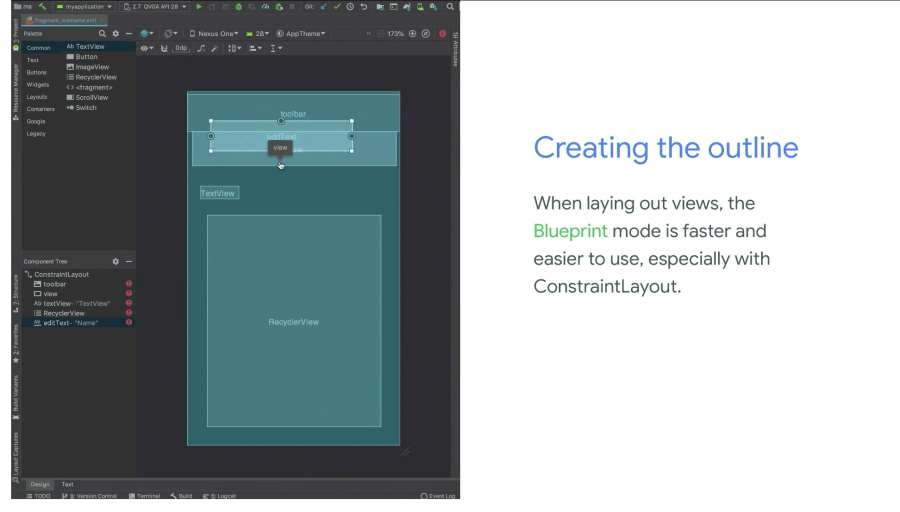 ma
myapplication
2.7 QVGA API 28
Git:
fragment_welcome.xml
Palette
Nexus One
28
AppTheme
173%
Common
Ab TextView
0dp
Text
Button
ImageView
Buttons
RecyclerView
Widgets
<fragment>
Layouts
ScrollView
Containers
Switch
Google
Legacy
1: Project
Resource Manager
Attributes
toolbar
editText
view
TextView
RecyclerView
Component Tree
ConstraintLayout
toolbar
view
Ab textView- "TextView"
RecyclerView
Ab editText- "Name"
Structure
2: Favorites
Build Variants
Layout Captures
Design
Text
TODO
9: Version Control
Terminal
Build
6: Logcat
Event Log
Creating the outline
When laying out views, the
Blueprint mode is faster and
easier to use, especially with
ConstraintLayout.